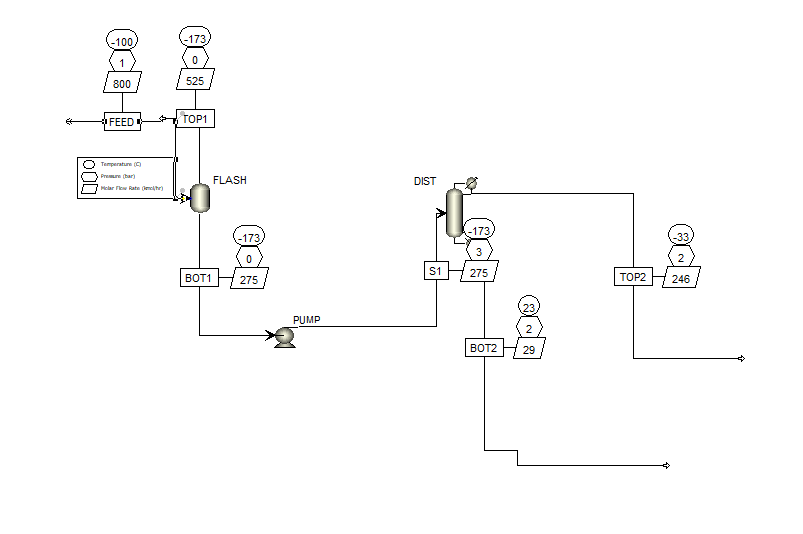 -100
1
800
FEED
-173
0
525
TOP1
Temperature (C)
Pressure (bar)
Molar Flow Rate (kmol/hr)
FLASH
-173
0
275
BOT1
PUMP
DIST
-173
3
275
S1
-33
2
246
TOP2
23
2
29
BOT2